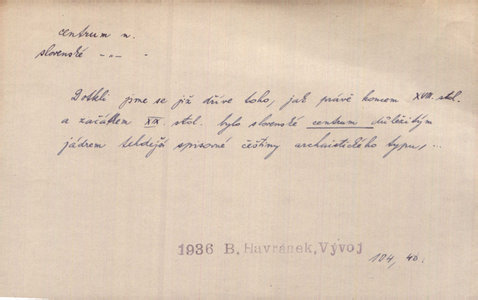 centrum n.
slovenské -„- .
Dotkli jsme se již dříve toho, jak právě koncem XVIII. stol.
a začátkem XIX. stol. bylo slovenské centrum důležitým
jádrem tehdejší spisovné češtiny archaistického typu, ...
1936 B. Havránek, Vývoj
104, 40.